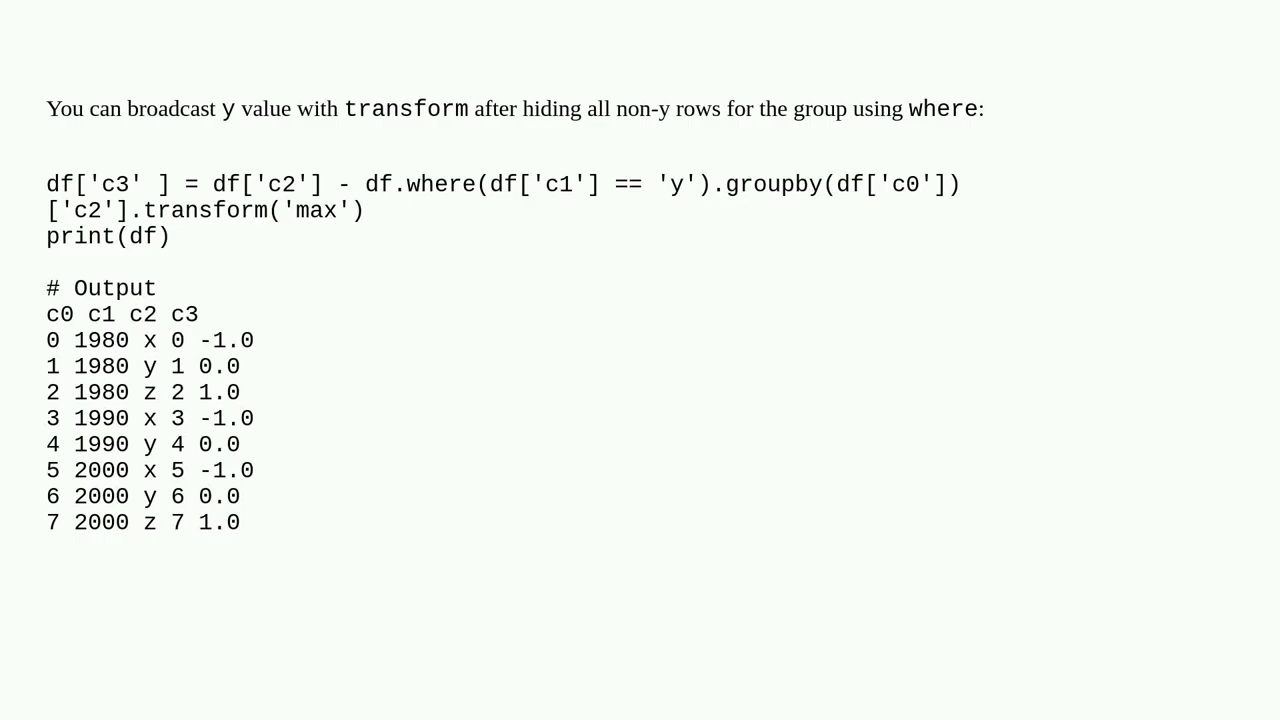 You can broadcast y value with transform after hiding all non-y rows for the group using where:
df['c3' ] = df['c2'] - df.where(df['c1'] == 'y').groupby(df['c0'])
['c2'].transform('max')
print(df)
# Output
c0 c1 c2 c3
0 1980 x 0 -1.0
1 1980 y 1 0.0
2 1980 z 2 1.0
3 1990 x 3 -1.0
4 1990 y 4 0.0
5 2000 x 5 -1.0
6 2000 y 6 0.0
7 2000 z 7 1.0